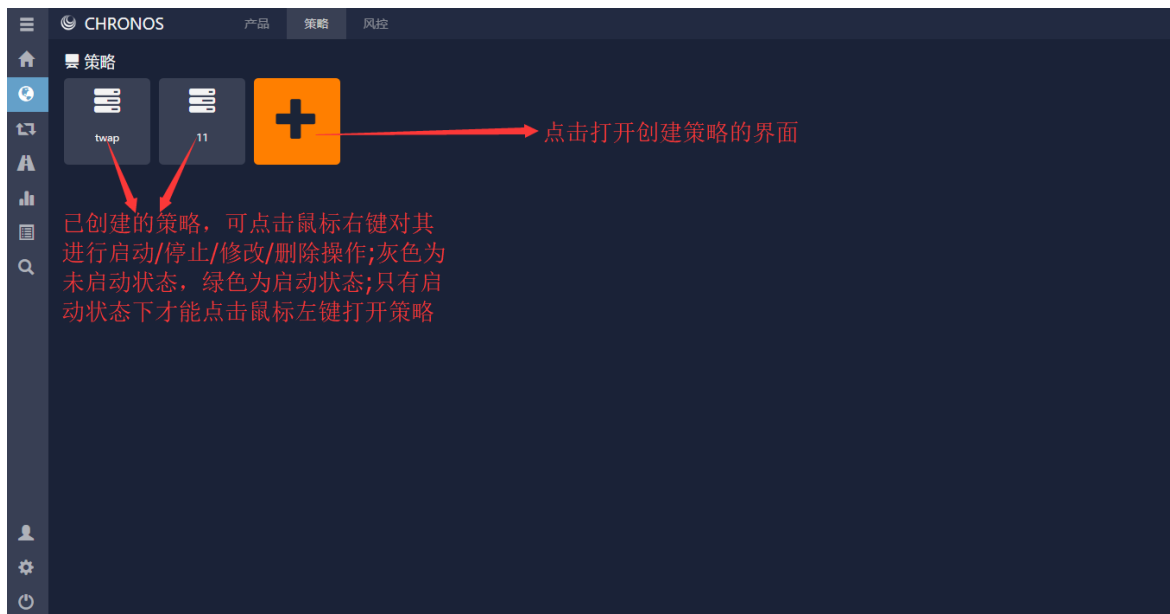 CHRONOS 产品 策略 风控
策略
twap 11
点击打开创建策略的界面
已创建的策略，可点击鼠标右键对其
进行启动/停止/修改/删除操作;灰色为
未启动状态，绿色为启动状态;只有启
动状态下才能点击鼠标左键打开策略